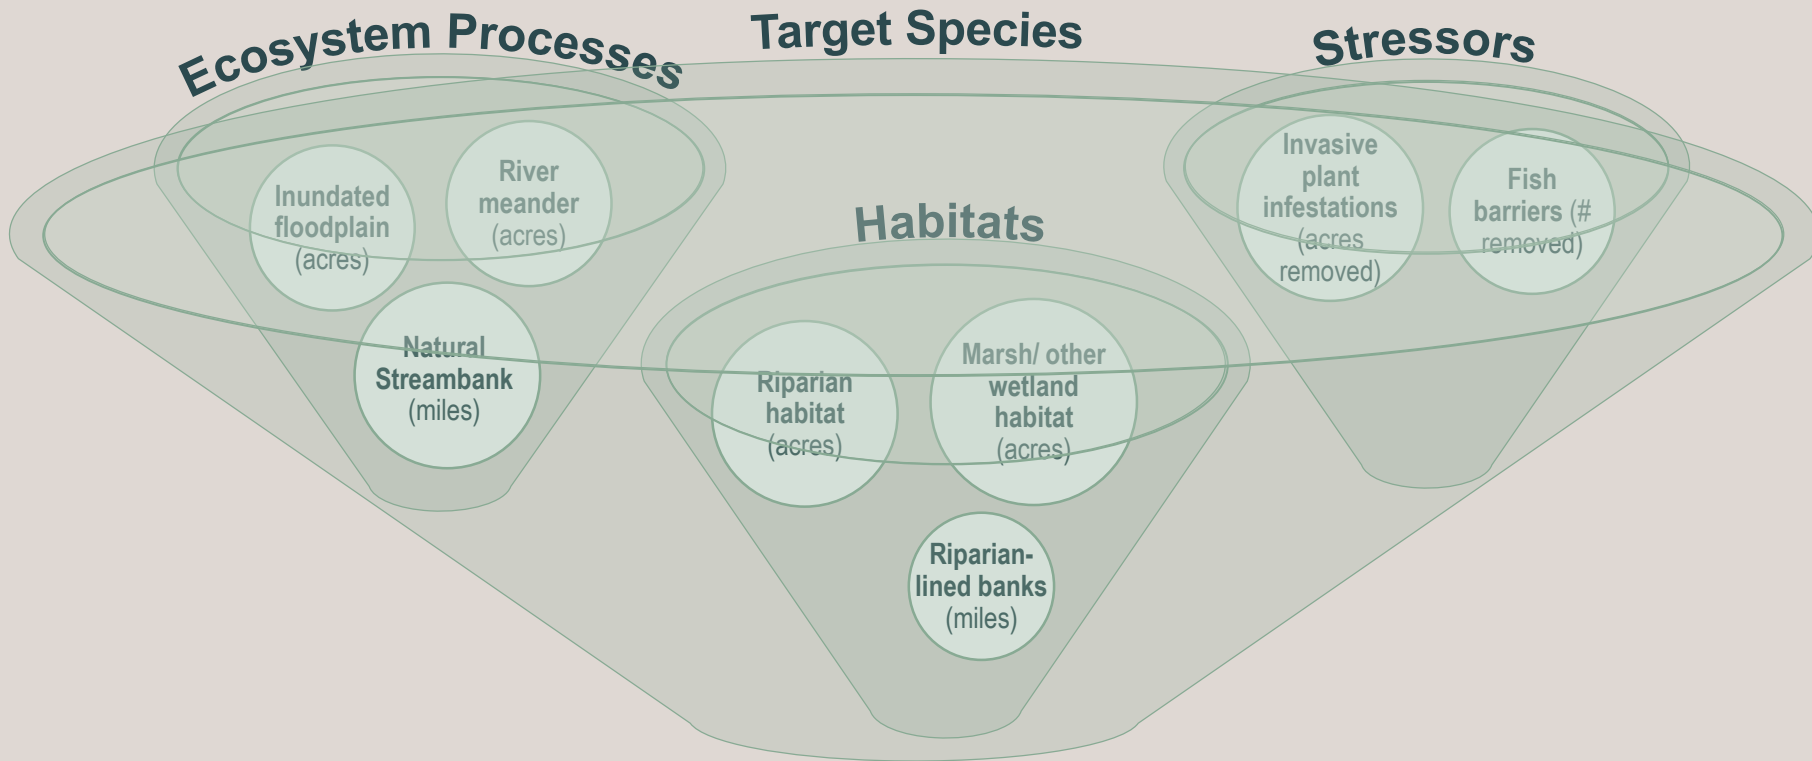 Ecosystem Processes
Target Species
Stressors
Inundated
floodplain
(acres)
River
meander
(acres)
Natural
Streambank
(miles)
Habitats
Riparian
habitat
(acres)
Marsh/ other
wetland
habitat
(acres)
Riparian-
lined banks
(miles)
Invasive
plant
infestations
(acres
removed)
Fish
barriers (#
removed)